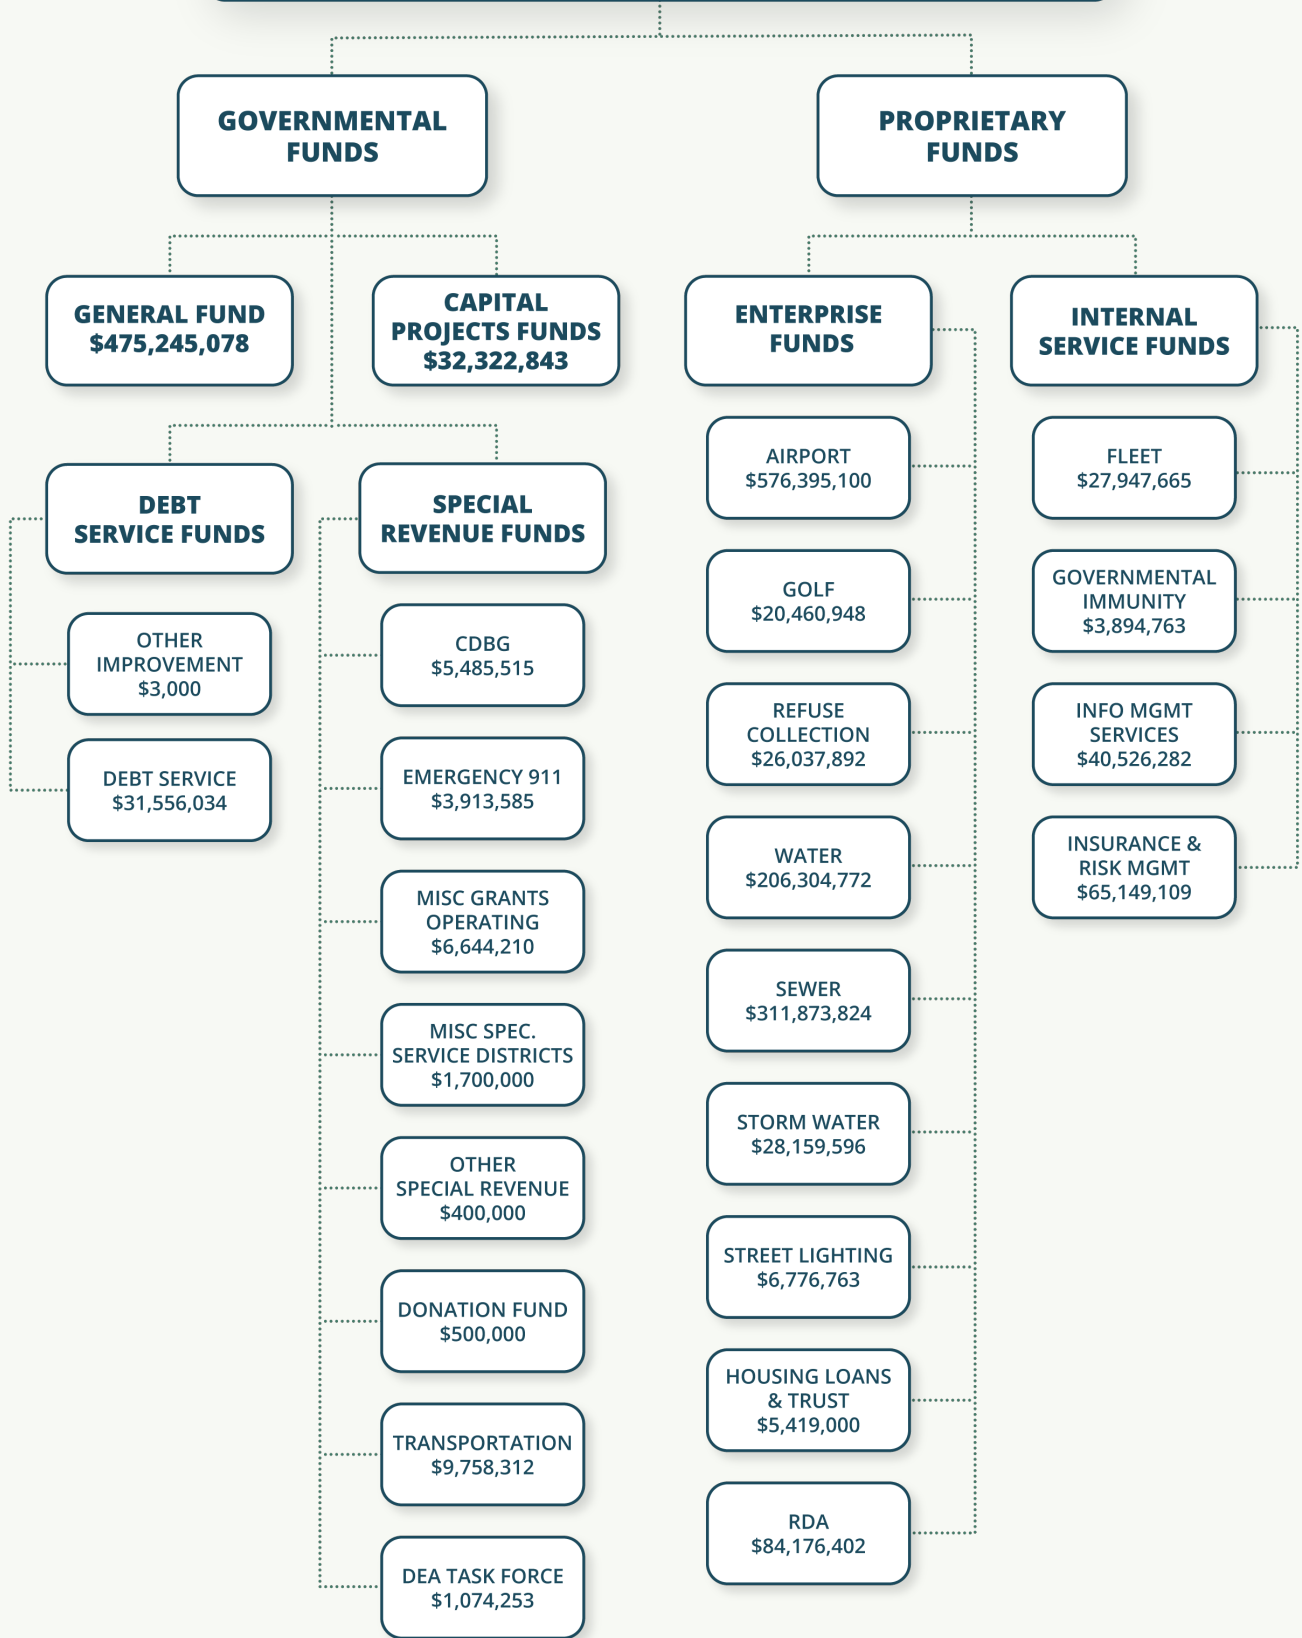 GOVERNMENTAL
FUNDS
PROPRIETARY
FUNDS
GENERAL FUND
$475,245,078
CAPITAL
PROJECTS FUNDS
$32,322,843
ENTERPRISE
FUNDS
INTERNAL
SERVICE FUNDS
DEBT
SERVICE FUNDS
OTHER
IMPROVEMENT
$3,000
DEBT SERVICE
$31,556,034
SPECIAL
REVENUE FUNDS
CDBG
$5,485,515
EMERGENCY 911
$3,913,585
MISC GRANTS
OPERATING
$6,644,210
MISC SPEC.
SERVICE DISTRICTS
$1,700,000
OTHER
SPECIAL REVENUE
$400,000
DONATION FUND
$500,000
TRANSPORTATION
$9,758,312
DEA TASK FORCE
$1,074,253
AIRPORT
$576,395,100
GOLF
$20,460,948
REFUSE
COLLECTION
$26,037,892
WATER
$206,304,772
SEWER
$311,873,824
STORM WATER
$28,159,596
STREET LIGHTING
$6,776,763
HOUSING LOANS
& TRUST
$5,419,000
RDA
$84,176,402
FLEET
$27,947,665
GOVERNMENTAL
IMMUNITY
$3,894,763
INFO MGMT
SERVICES
$40,526,282
INSURANCE &
RISK MGMT
$65,149,109